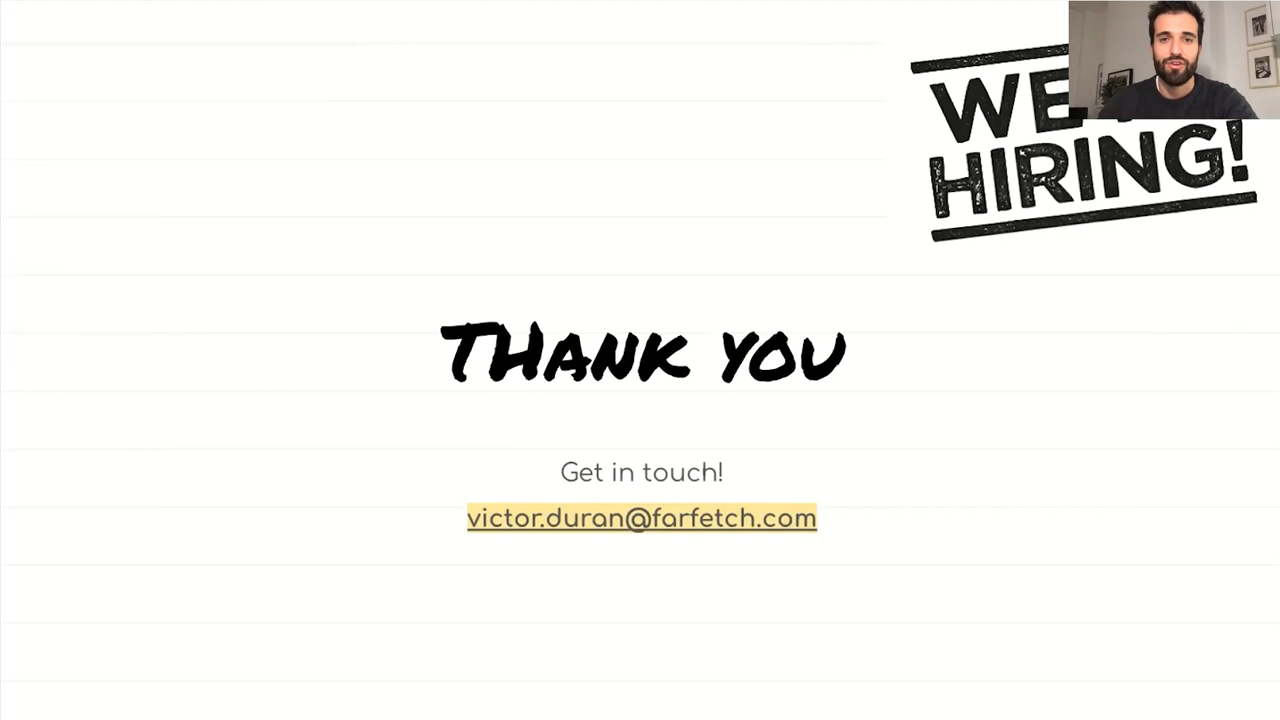 WE
HIRING!
THANK YOU
Get in touch!
victor.duran@farfetch.com